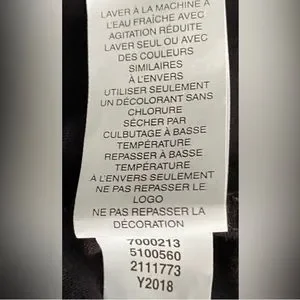 LAVER À LA MACHINE À
L'EAU FRAÎCHE AVEC
AGITATION RÉDUITE
LAVER SEUL OU AVEC
DES COULEURS
SIMILAIRES
À L'ENVERS
UTILISER SEULEMENT
UN DÉCOLORANT SANS
CHLORURE
SÉCHER PAR
CULBUTAGE À BASSE
TEMPÉRATURE
REPASSER À BASSE
TEMPÉRATURE
À L'ENVERS SEULEMENT
NE PAS REPASSER LE
LOGO
NE PAS REPASSER LA
DÉCORATION
7000213
5100560
2111773
Y2018